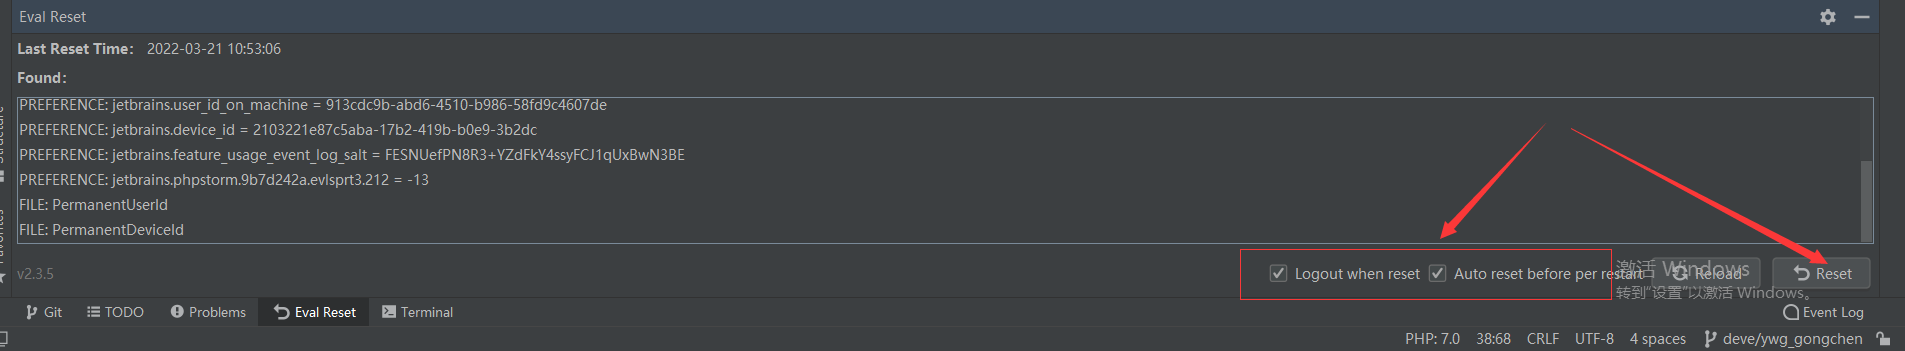 Eval Reset
Last Reset Time: 2022-03-21 10:53:06
Found:
PREFERENCE: jetbrains.user_id_on_machine = 913cdc9b-abd6-4510-b986-58fd9c4607de
PREFERENCE: jetbrains.device_id = 2103221e87c5aba-17b2-419b-b0e9-3b2dc
PREFERENCE: jetbrains.feature_usage_event_log_salt = FESNUefPN8R3+YZdFkY4ssyFCJ1qUxBwN3BE
PREFERENCE: jetbrains.phpstorm.9b7d242a.evlsprt3.212 = -13
FILE: PermanentUserId
FILE: PermanentDeviceId
v2.3.5
Logout when reset Auto reset before per restart Reload Reset
激活 Windows
转到“设置”以激活 Windows。
Git TODO Problems Eval Reset Terminal Event Log
PHP: 7.0 38:68 CRLF UTF-8 4 spaces deve/ywg_gongchen